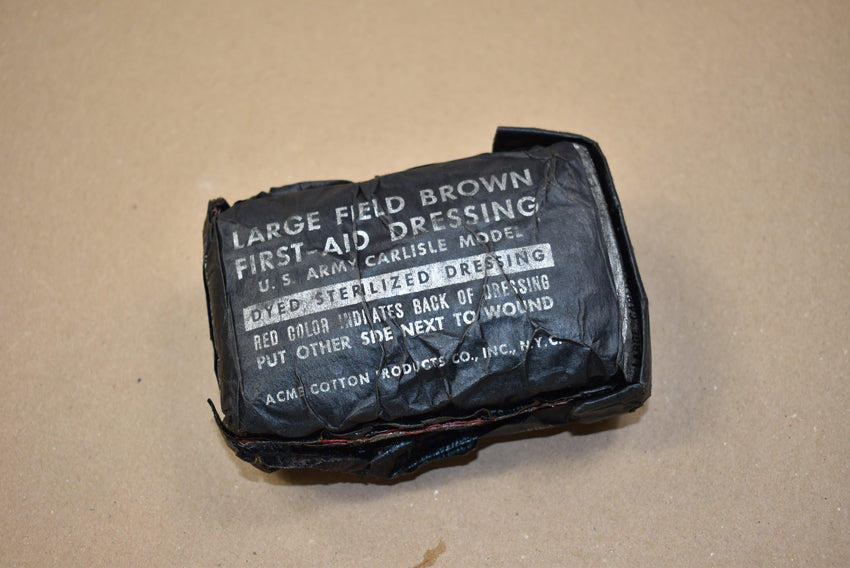 LARGE FIELD BROWN
FIRST-AID DRESSING
U. S. ARMY CARLISLE MODEL
DYED STERILIZED DRESSING
RED COLOR INDICATES BACK OF DRESSING
PUT OTHER SIDE NEXT TO WOUND
ACME COTTON PRODUCTS CO., INC., N.Y.C.